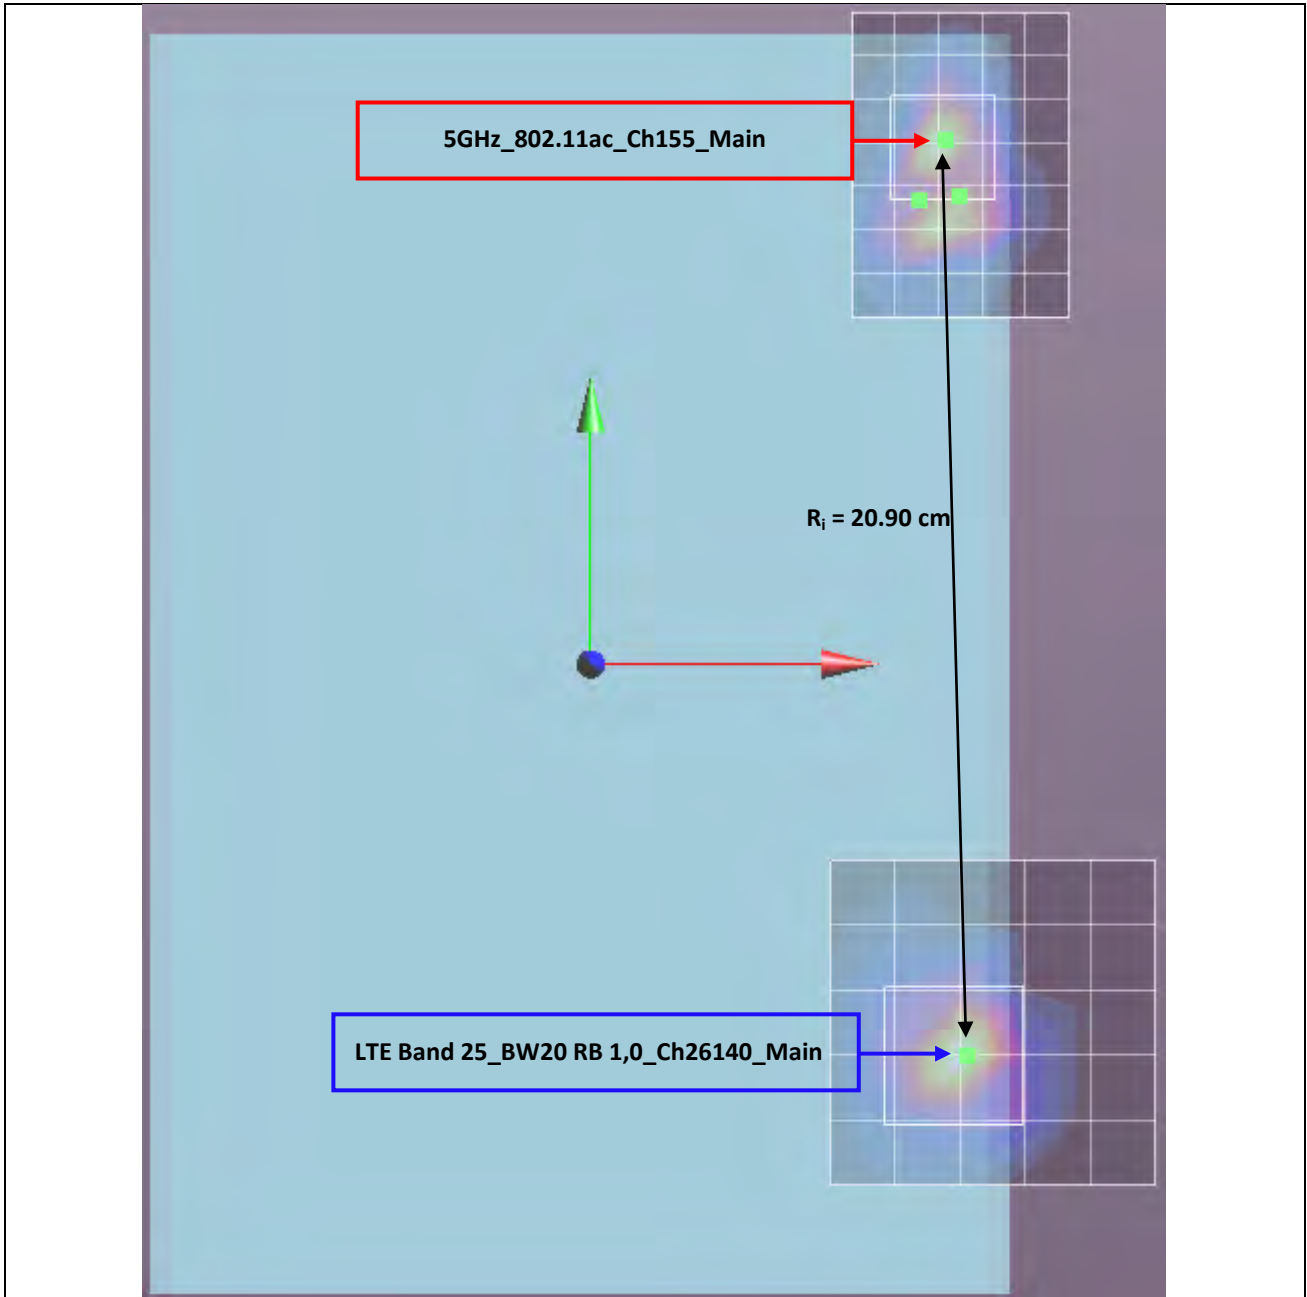 5GHz_802.11ac_Ch155_Main
Rᵢ = 20.90 cm
LTE Band 25_BW20 RB 1,0_Ch26140_Main